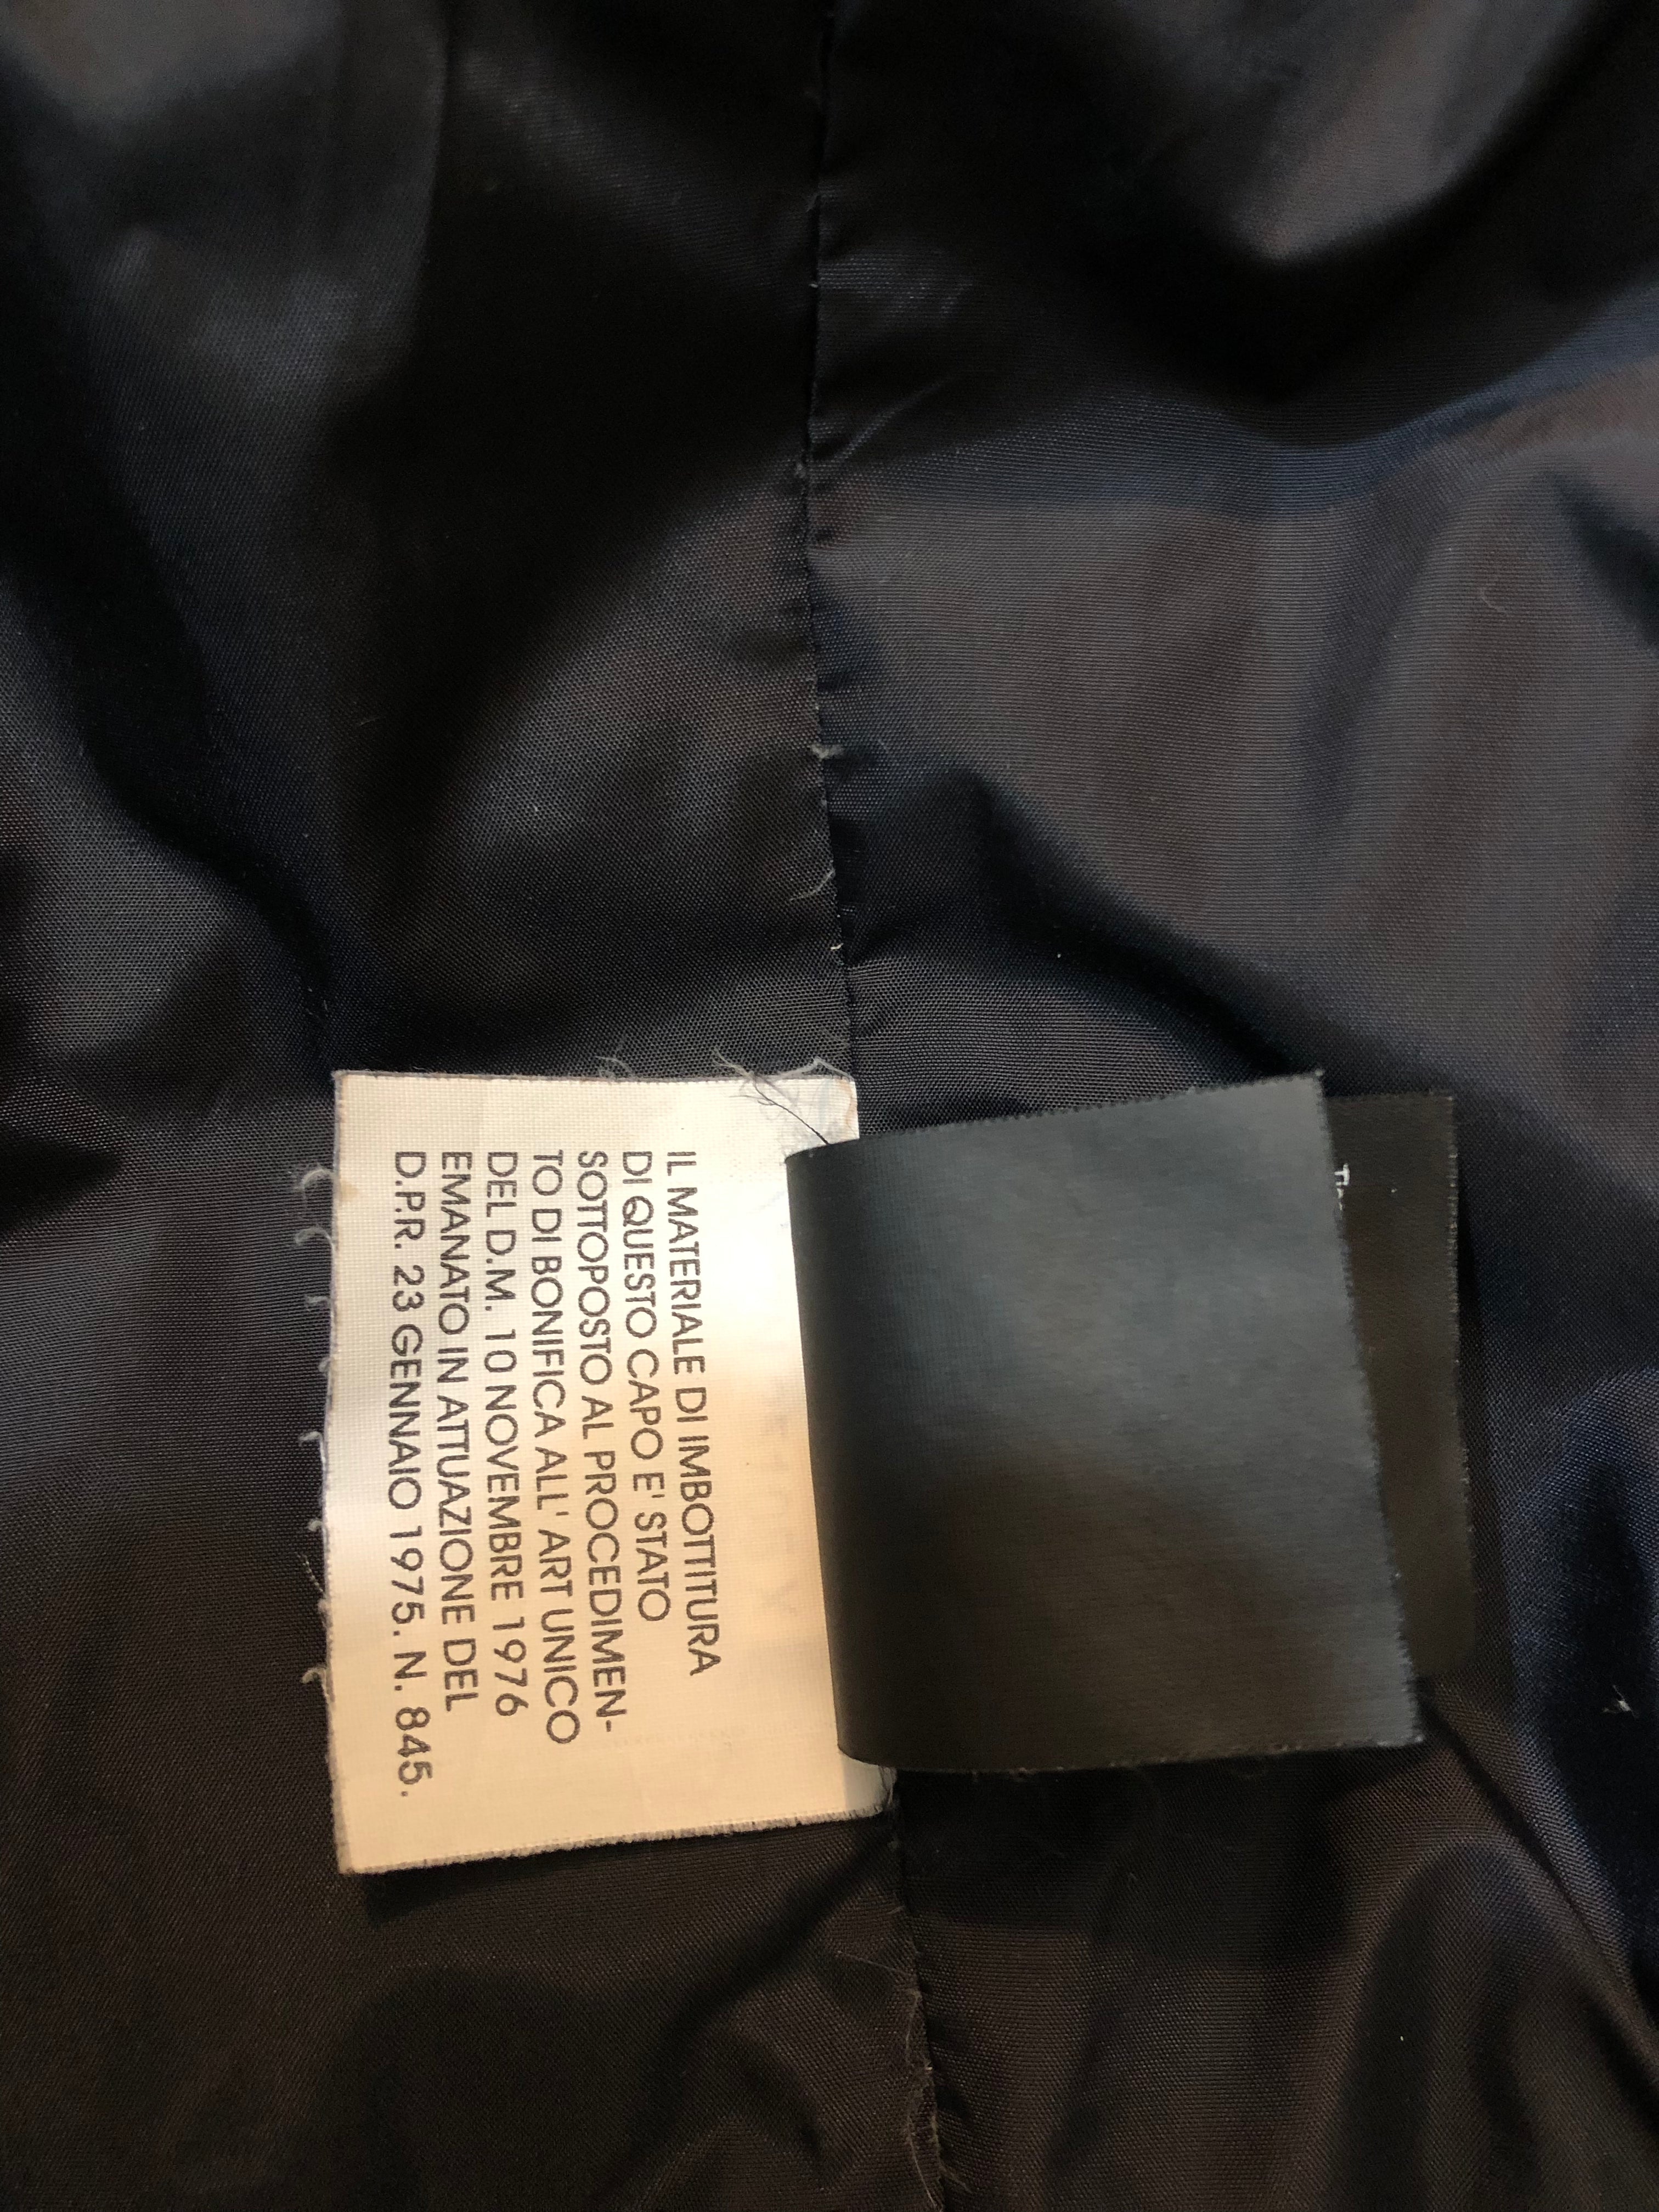 IL MATERIALE DI IMBOTTITURA
DI QUESTO CAPO E' STATO
SOTTOPOSTO AL PROCEDIMEN-
TO DI BONIFICA ALL' ART UNICO
DEL D.M. 10 NOVEMBRE 1976
EMANATO IN ATTUAZIONE DEL
D.P.R. 23 GENNAIO 1975. N. 845.